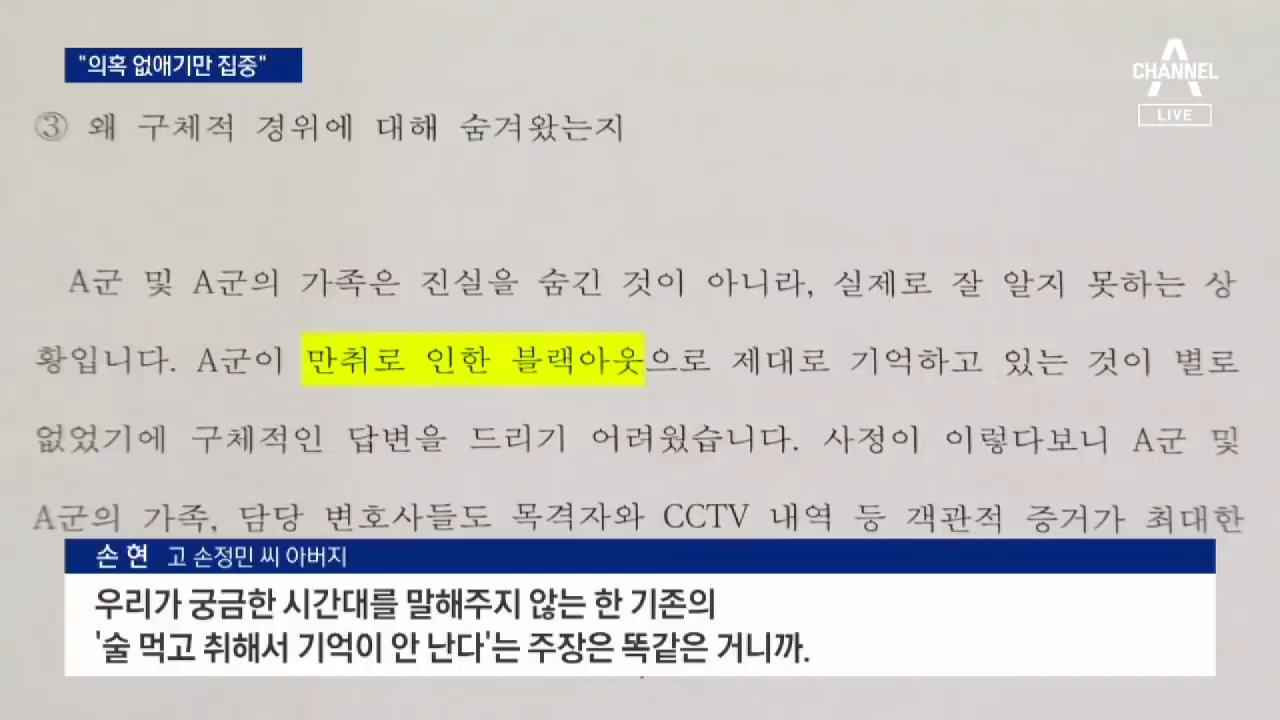 "의혹 없애기만 집중"
CHANNEL A
LIVE
③ 왜 구체적 경위에 대해 숨겨왔는지
A군 및 A군의 가족은 진실을 숨긴 것이 아니라, 실제로 잘 알지 못하는 상
황입니다. A군이 만취로 인한 블랙아웃으로 제대로 기억하고 있는 것이 별로
없었기에 구체적인 답변을 드리기 어려웠습니다. 사정이 이렇다보니 A군 및
A군의 가족, 담당 변호사들도 목격자와 CCTV 내역 등 객관적 증거가 최대한
손 현 고 손정민 씨 아버지
우리가 궁금한 시간대를 말해주지 않는 한 기존의
'술 먹고 취해서 기억이 안 난다'는 주장은 똑같은 거니까.